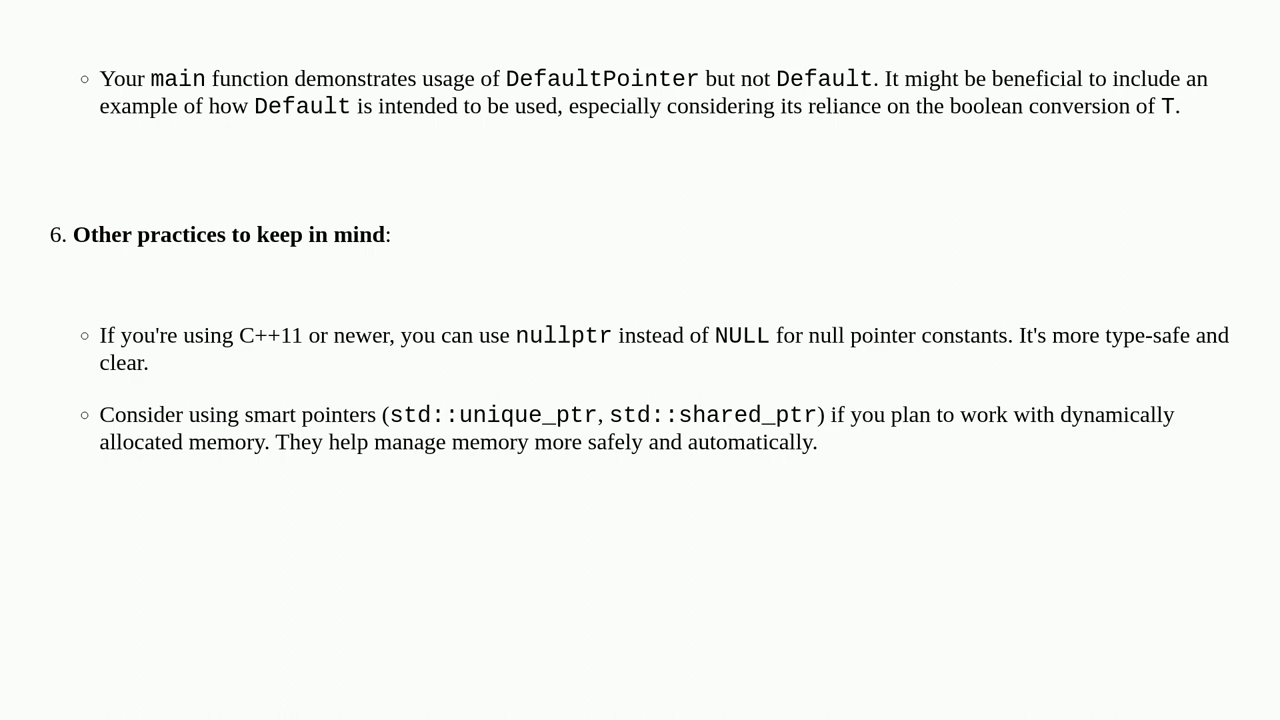 ◦ Your main function demonstrates usage of DefaultPointer but not Default. It might be beneficial to include an
example of how Default is intended to be used, especially considering its reliance on the boolean conversion of T.
6. Other practices to keep in mind:
◦ If you're using C++11 or newer, you can use nullptr instead of NULL for null pointer constants. It's more type-safe and
clear.
◦ Consider using smart pointers (std::unique_ptr, std::shared_ptr) if you plan to work with dynamically
allocated memory. They help manage memory more safely and automatically.